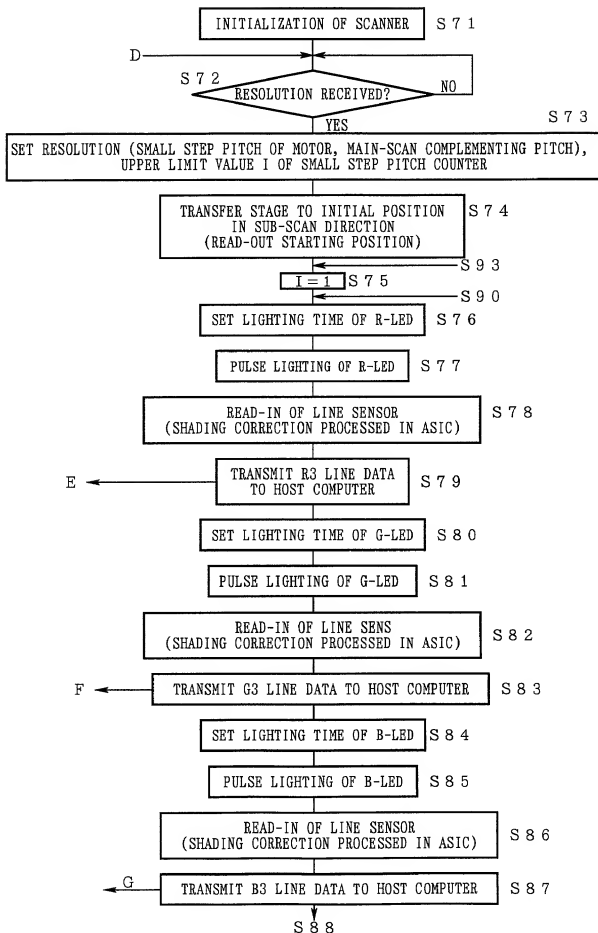 INITIALIZATION OF SCANNER S71
D
S72
RESOLUTION RECEIVED?
NO
YES
S73
SET RESOLUTION (SMALL STEP PITCH OF MOTOR, MAIN-SCAN COMPLEMENTING PITCH),
UPPER LIMIT VALUE I OF SMALL STEP PITCH COUNTER
TRANSFER STAGE TO INITIAL POSITION S74
IN SUB-SCAN DIRECTION
(READ-OUT STARTING POSITION)
S93
I=1 S75
S90
SET LIGHTING TIME OF R-LED S76
PULSE LIGHTING OF R-LED S77
READ-IN OF LINE SENSOR S78
(SHADING CORRECTION PROCESSED IN ASIC)
E TRANSMIT R3 LINE DATA S79
TO HOST COMPUTER
SET LIGHTING TIME OF G-LED S80
PULSE LIGHTING OF G-LED S81
READ-IN OF LINE SENS S82
(SHADING CORRECTION PROCESSED IN ASIC)
F TRANSMIT G3 LINE DATA TO HOST COMPUTER S83
SET LIGHTING TIME OF B-LED S84
PULSE LIGHTING OF B-LED S85
READ-IN OF LINE SENSOR S86
(SHADING CORRECTION PROCESSED IN ASIC)
G TRANSMIT B3 LINE DATA TO HOST COMPUTER S87
S88